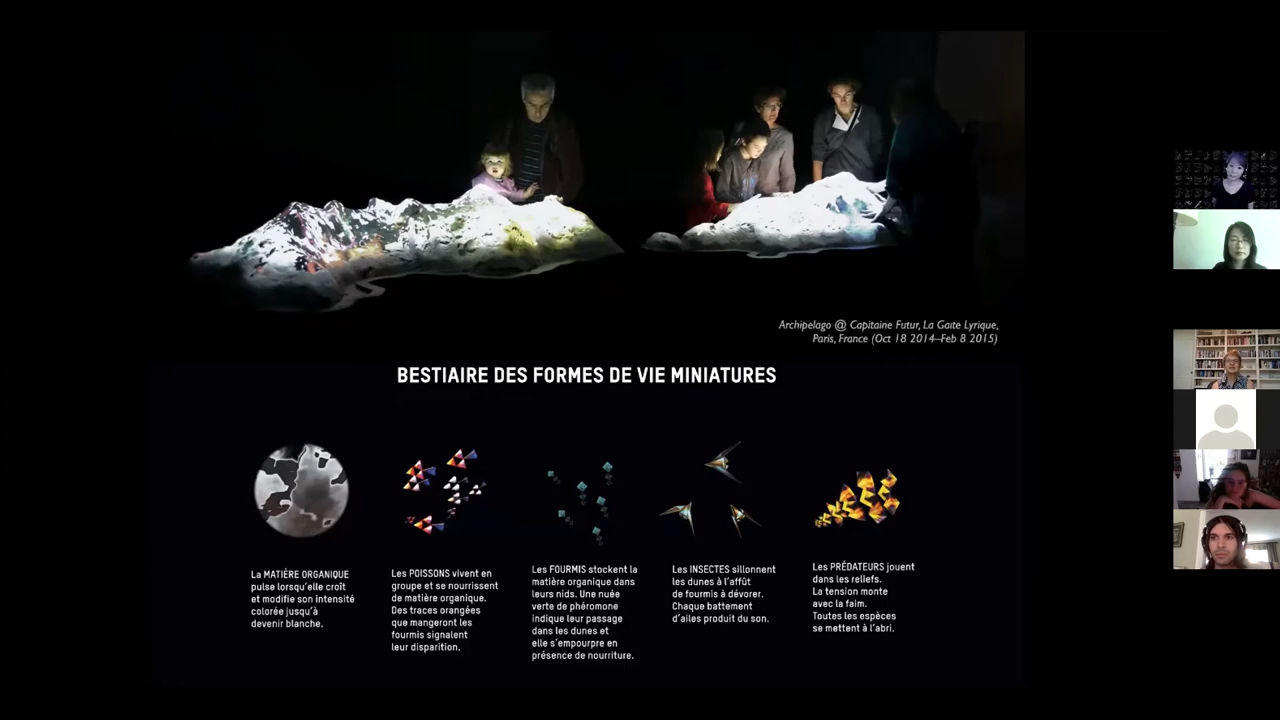 Archipelago @ Capitaine Futur, La Gaîte Lyrique,
Paris, France (Oct 18 2014–Feb 8 2015)
BESTIAIRE DES FORMES DE VIE MINIATURES
La MATIÈRE ORGANIQUE
pulse lorsqu'elle croît
et modifie son intensité
colorée jusqu'à
devenir blanche.
Les POISSONS vivent en
groupe et se nourrissent
de matière organique.
Des traces orangées
que mangeront les
fourmis signalent
leur disparition.
Les FOURMIS stockent la
matière organique dans
leurs nids. Une nuée
verte de phéromone
indique leur passage
dans les dunes et
elle s'empourpre en
présence de nourriture.
Les INSECTES sillonnent
les dunes à l'affût
de fourmis à dévorer.
Chaque battement
d'ailes produit du son.
Les PRÉDATEURS jouent
dans les reliefs.
La tension monte
avec la faim.
Toutes les espèces
se mettent à l'abri.